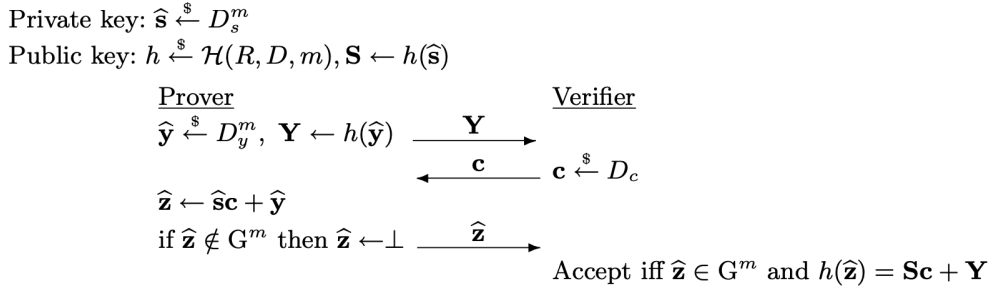 Private key: ŝ ←$ D_s^m
Public key: h ←$ ℋ(R, D, m), S ← h(ŝ)
Prover Verifier
ŷ ←$ D_y^m, Y ← h(ŷ) Y
c c ←$ D_c
ẑ ← ŝc + ŷ
if ẑ ∉ G^m then ẑ ←⊥ ẑ
Accept iff ẑ ∈ G^m and h(ẑ) = Sc + Y